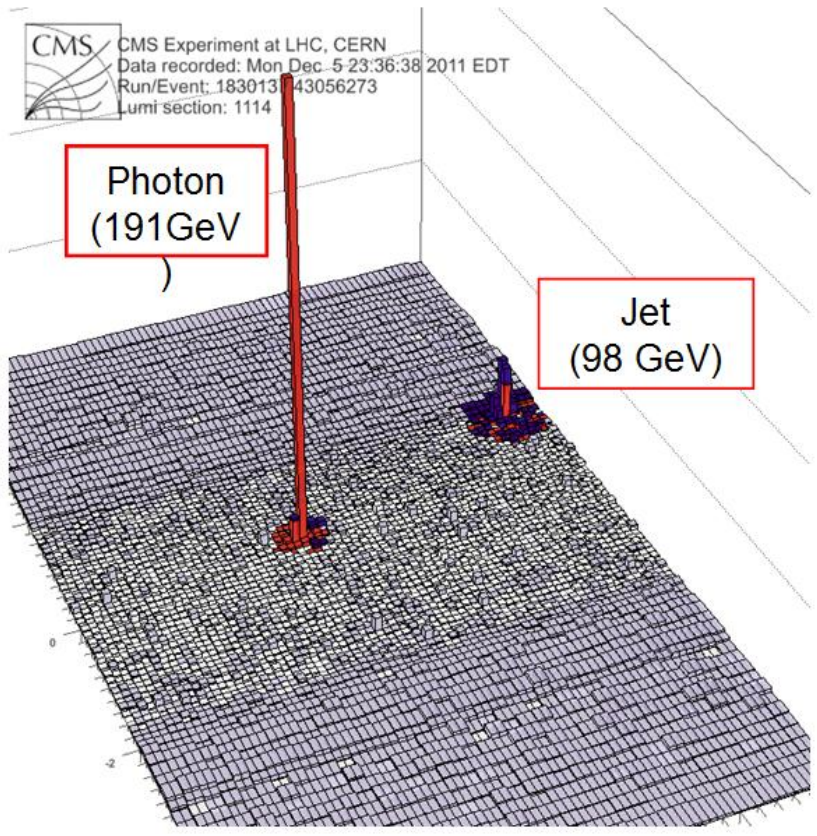 CMS
CMS Experiment at LHC, CERN
Data recorded: Mon Dec 5 23:36:38 2011 EDT
Run/Event: 43056273
Lumi section: 1114
Photon
(191GeV
)
Jet
(98 GeV)
0
-2